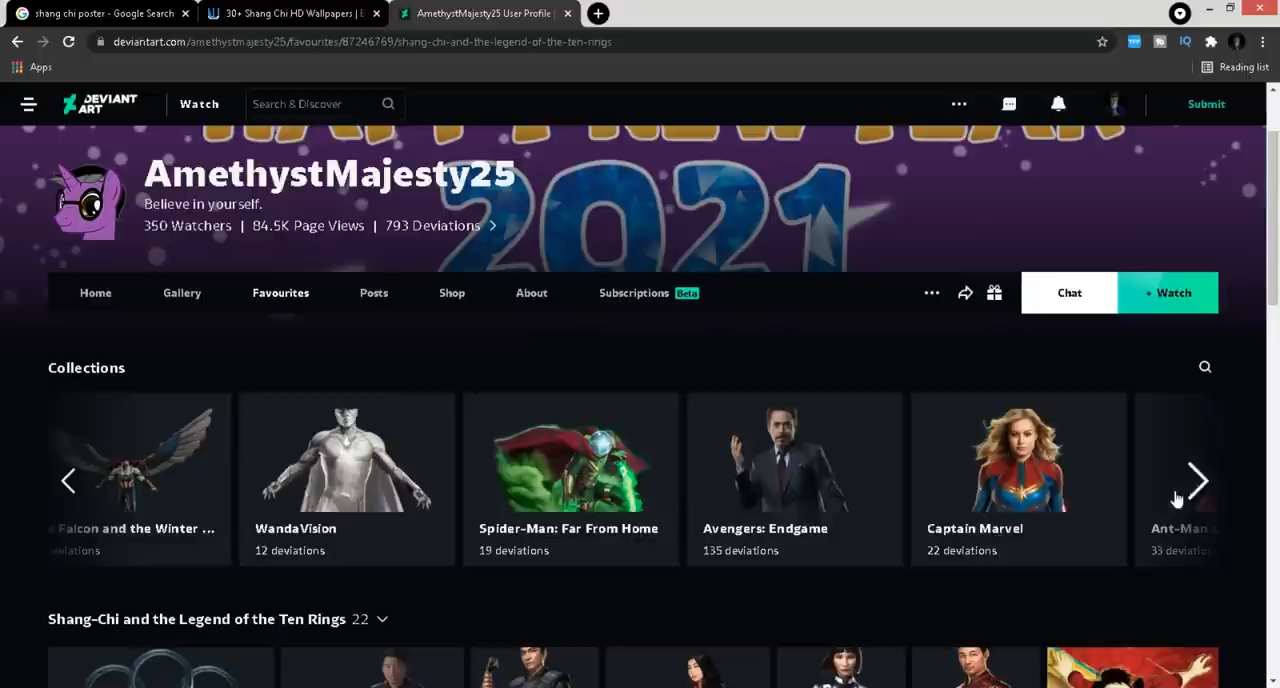 shang chi poster - Google Search
30+ Shang Chi HD Wallpapers |
AmethystMajesty25 User Profile |
deviantart.com/amethystmajesty25/favourites/87246769/shang-chi-and-the-legend-of-the-ten-rings
IQ
Apps
Reading list
DEVIANT ART
Watch
Search & Discover
Submit
2021
AmethystMajesty25
Believe in yourself.
350 Watchers | 84.5K Page Views | 793 Deviations
Home
Gallery
Favourites
Posts
Shop
About
Subscriptions Beta
Chat
+ Watch
Collections
Falcon and the Winter ...
WandaVision
12 deviations
Spider-Man: Far From Home
19 deviations
Avengers: Endgame
135 deviations
Captain Marvel
22 deviations
Ant-Man
33
Shang-Chi and the Legend of the Ten Rings 22